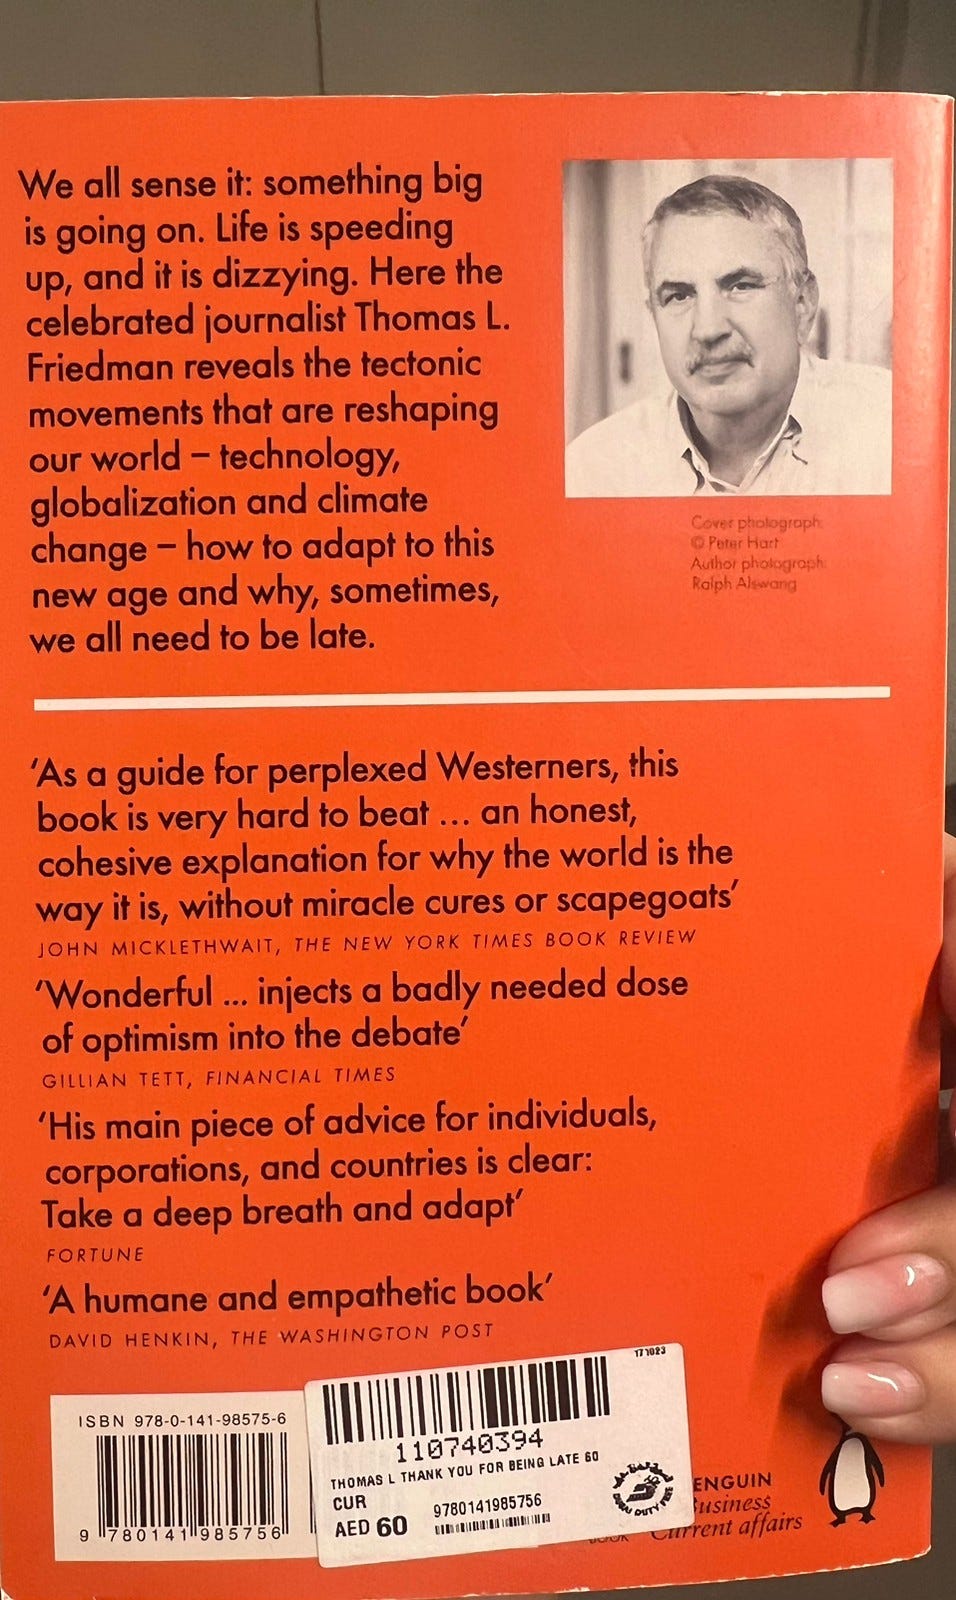 We all sense it: something big
is going on. Life is speeding
up, and it is dizzying. Here the
celebrated journalist Thomas L.
Friedman reveals the tectonic
movements that are reshaping
our world – technology,
globalization and climate
change – how to adapt to this
new age and why, sometimes,
we all need to be late.
Cover photograph:
© Peter Hart
Author photograph:
Ralph Alswang
‘As a guide for perplexed Westerners, this
book is very hard to beat ... an honest,
cohesive explanation for why the world is the
way it is, without miracle cures or scapegoats’
JOHN MICKLETHWAIT, THE NEW YORK TIMES BOOK REVIEW
‘Wonderful ... injects a badly needed dose
of optimism into the debate’
GILLIAN TETT, FINANCIAL TIMES
‘His main piece of advice for individuals,
corporations, and countries is clear:
Take a deep breath and adapt’
FORTUNE
‘A humane and empathetic book’
DAVID HENKIN, THE WASHINGTON POST
ISBN 978-0-141-98575-6
9 780141 985756
171023
110740394
THOMAS L THANK YOU FOR BEING LATE 60
CUR
AED 60
9780141985756
DUBAI DUTY FREE
ENGUIN
usiness
Current affairs
BOOK